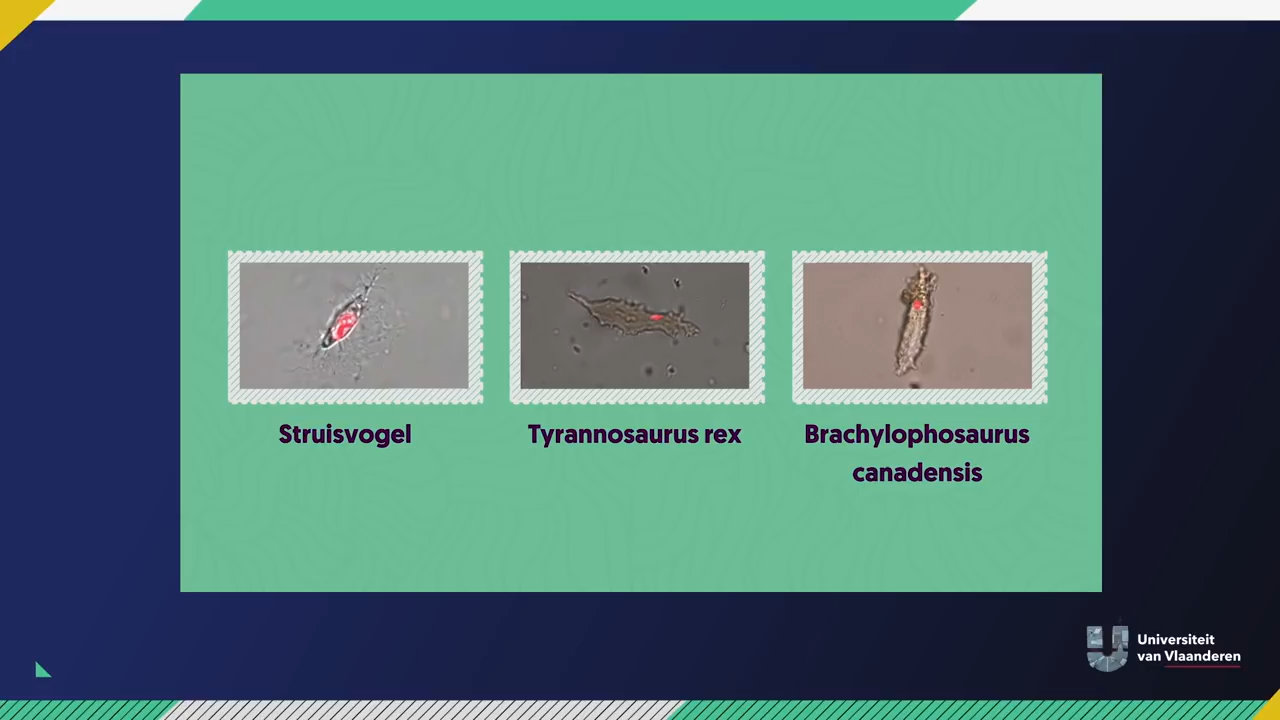 Struisvogel
Tyrannosaurus rex
Brachylophosaurus
canadensis
Universiteit
van Vlaanderen